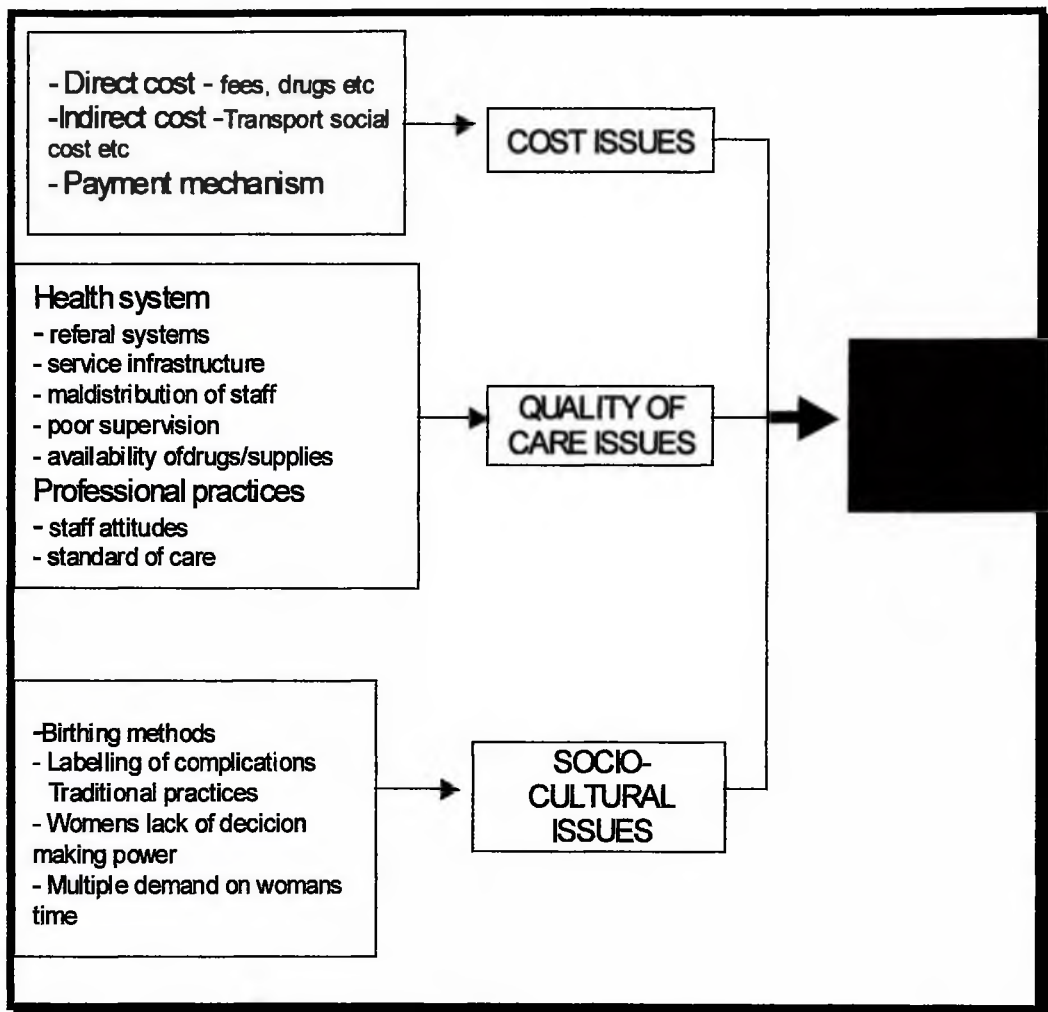 - Direct cost - fees, drugs etc
-Indirect cost -Transport social
cost etc
- Payment mechanism
COST ISSUES
Health system
- referal systems
- service infrastructure
- maldistribution of staff
- poor supervision
- availability ofdrugs/supplies
Professional practices
- staff attitudes
- standard of care
QUALITY OF
CARE ISSUES
-Birthing methods
- Labelling of complications
Traditional practices
- Womens lack of decicion
making power
- Multiple demand on womans
time
SOCIO-
CULTURAL
ISSUES